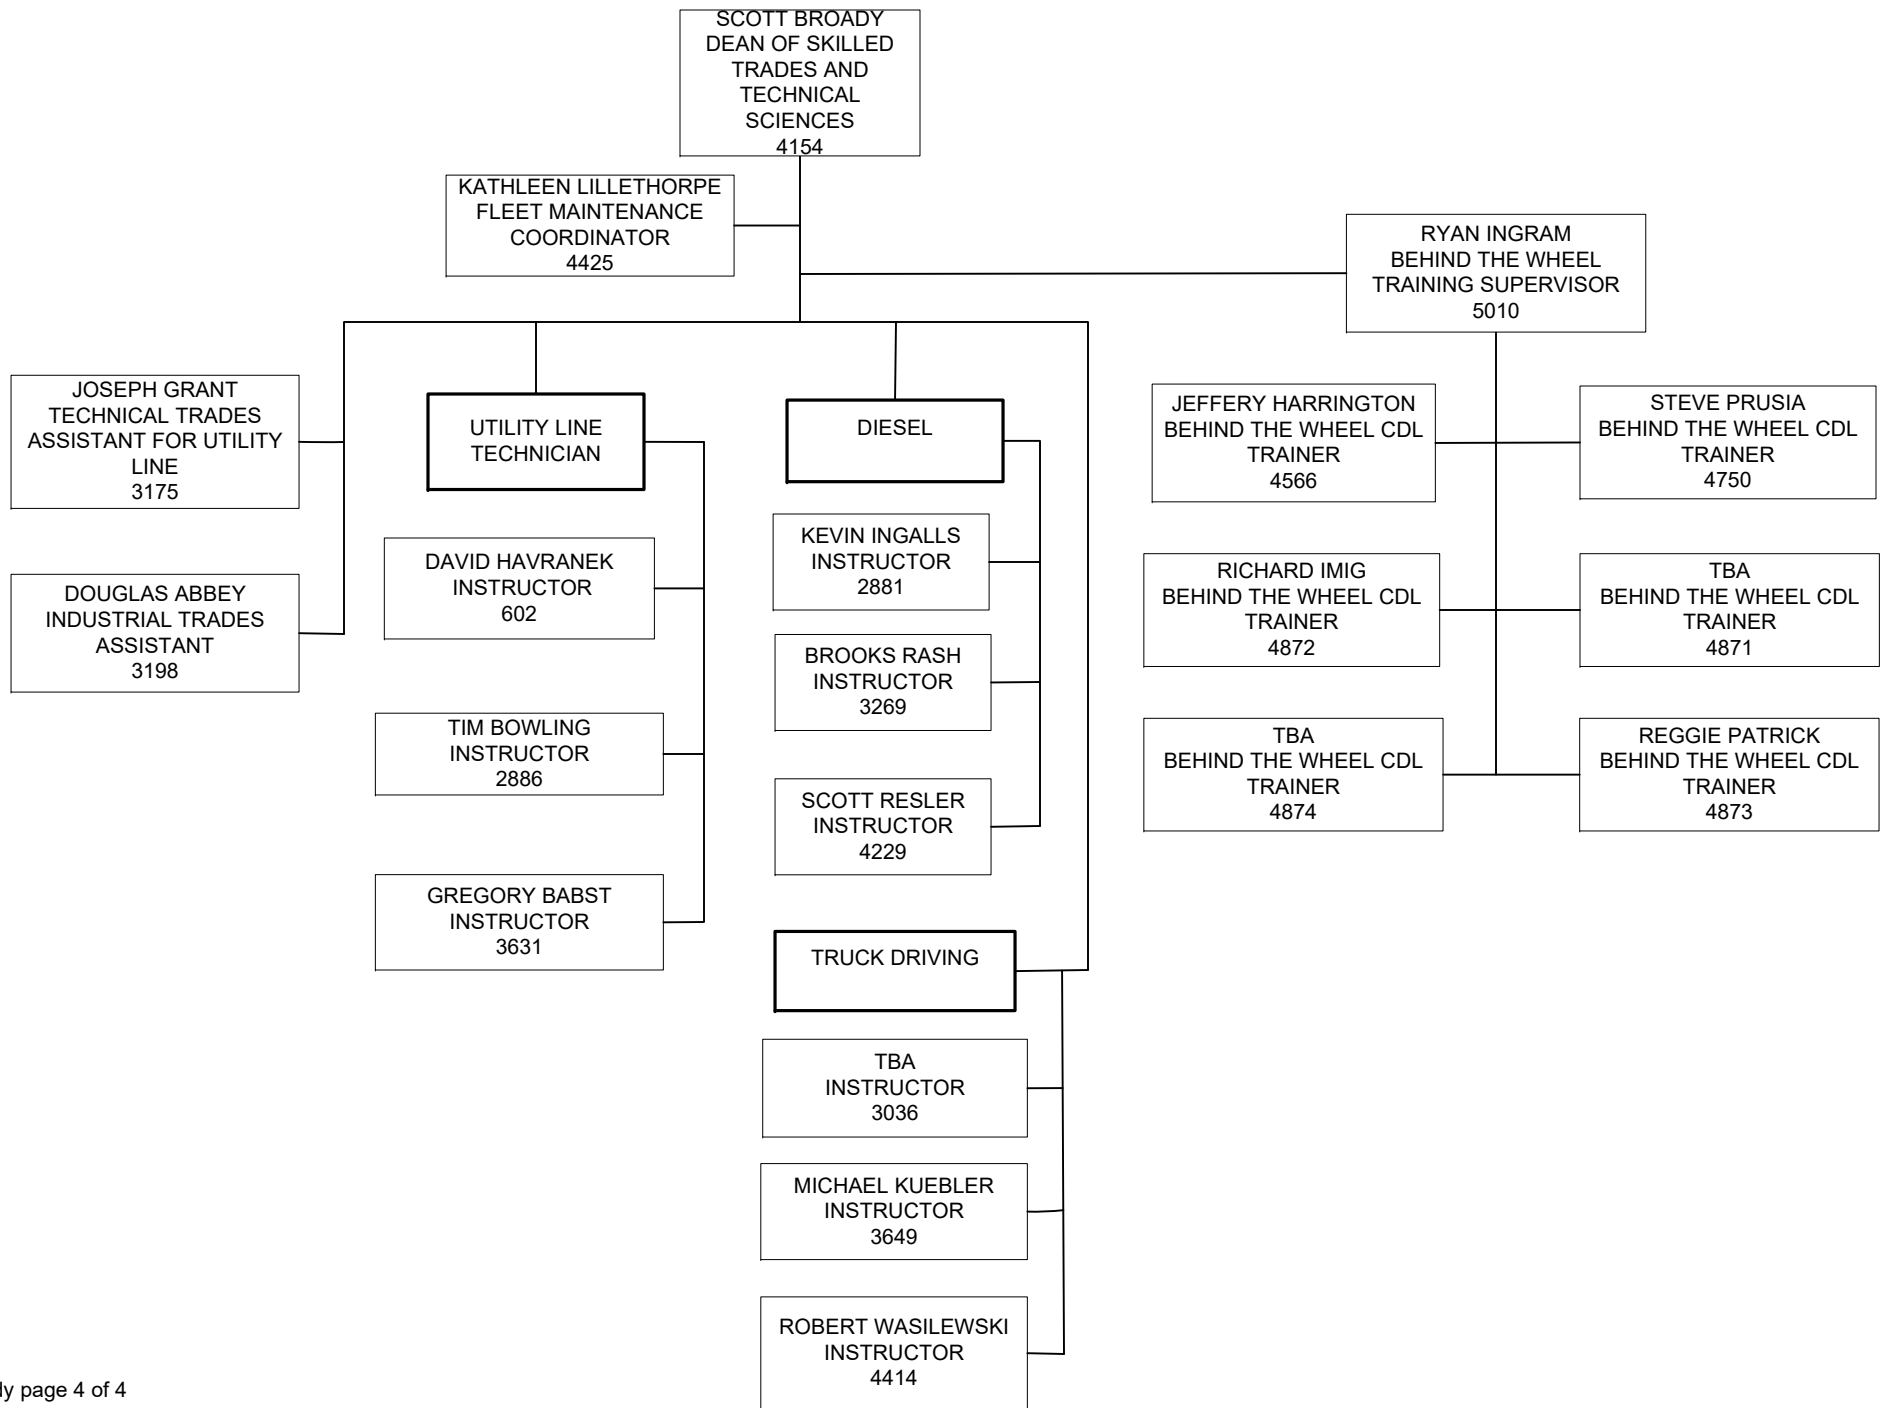 SCOTT BROADY
DEAN OF SKILLED
TRADES AND
TECHNICAL
SCIENCES
4154
KATHLEEN LILLETHORPE
FLEET MAINTENANCE
COORDINATOR
4425
RYAN INGRAM
BEHIND THE WHEEL
TRAINING SUPERVISOR
5010
JOSEPH GRANT
TECHNICAL TRADES
ASSISTANT FOR UTILITY
LINE
3175
DOUGLAS ABBEY
INDUSTRIAL TRADES
ASSISTANT
3198
UTILITY LINE
TECHNICIAN
DAVID HAVRANEK
INSTRUCTOR
602
TIM BOWLING
INSTRUCTOR
2886
GREGORY BABST
INSTRUCTOR
3631
DIESEL
KEVIN INGALLS
INSTRUCTOR
2881
BROOKS RASH
INSTRUCTOR
3269
SCOTT RESLER
INSTRUCTOR
4229
TRUCK DRIVING
TBA
INSTRUCTOR
3036
MICHAEL KUEBLER
INSTRUCTOR
3649
ROBERT WASILEWSKI
INSTRUCTOR
4414
JEFFERY HARRINGTON
BEHIND THE WHEEL CDL
TRAINER
4566
STEVE PRUSIA
BEHIND THE WHEEL CDL
TRAINER
4750
RICHARD IMIG
BEHIND THE WHEEL CDL
TRAINER
4872
TBA
BEHIND THE WHEEL CDL
TRAINER
4871
TBA
BEHIND THE WHEEL CDL
TRAINER
4874
REGGIE PATRICK
BEHIND THE WHEEL CDL
TRAINER
4873
page 4 of 4